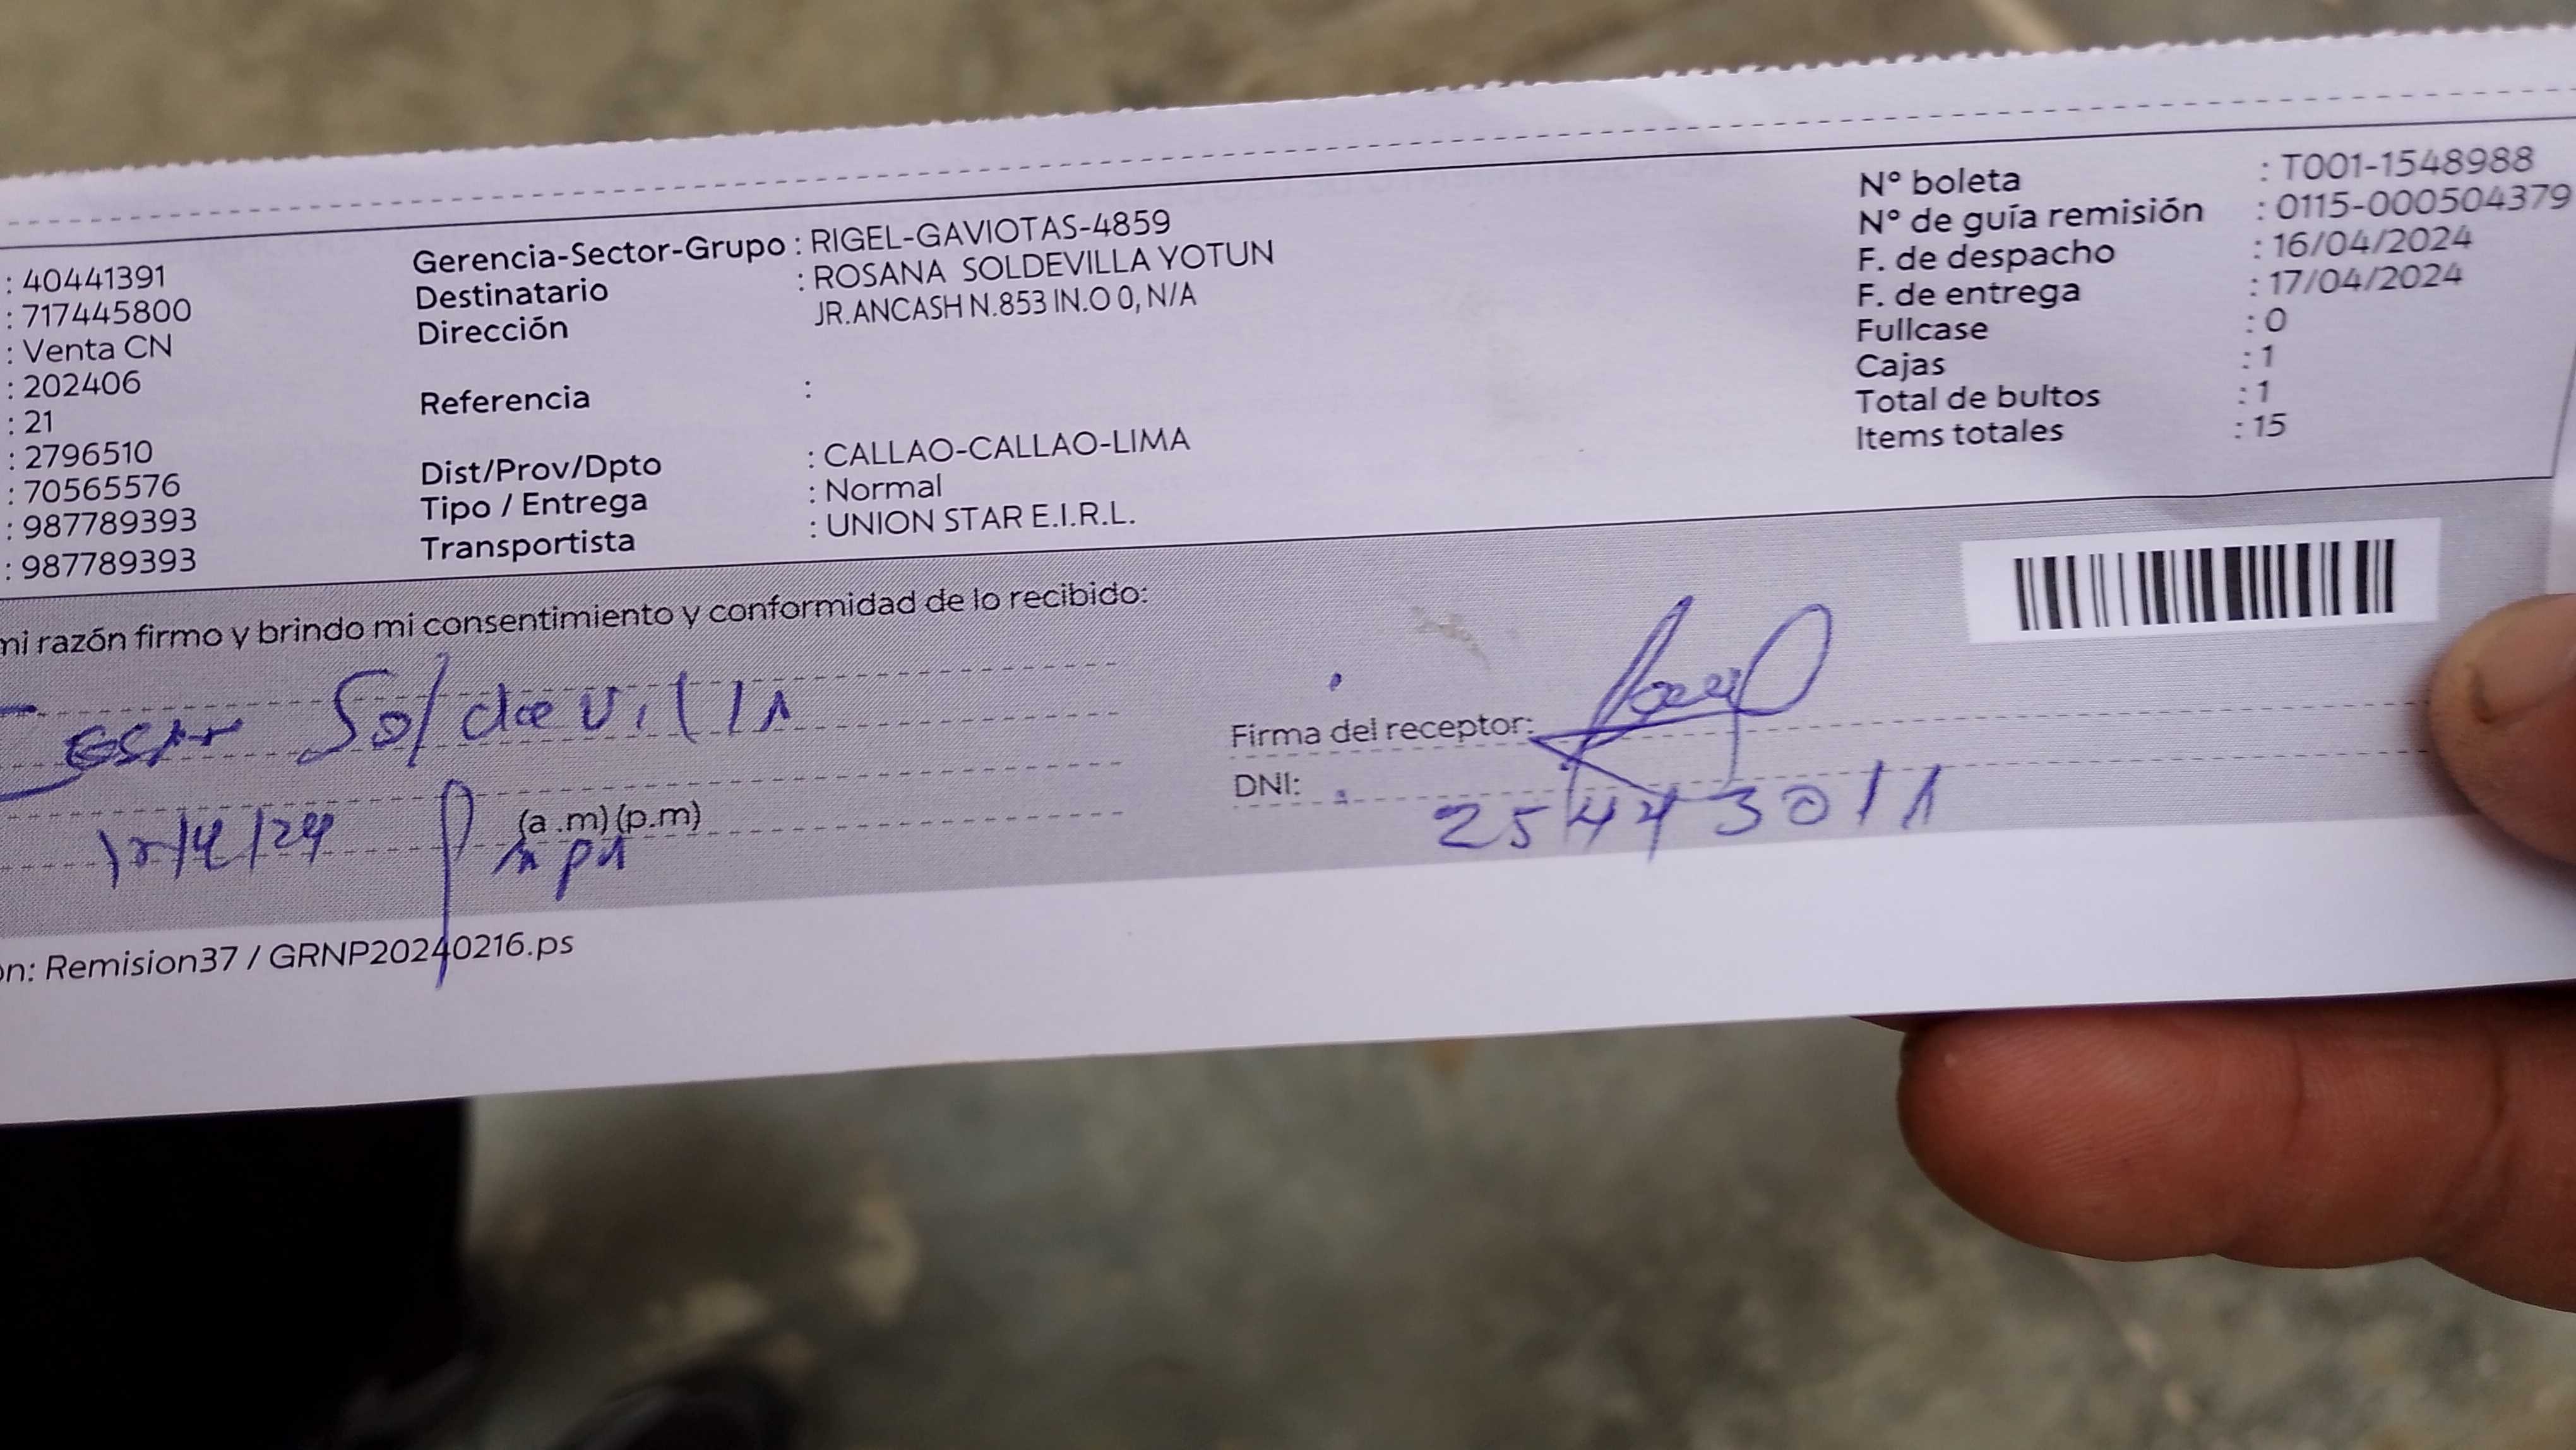 : 40441391
: 717445800
: Venta CN
: 202406
: 21
: 2796510
: 70565576
: 987789393
: 987789393
Gerencia-Sector-Grupo : RIGEL-GAVIOTAS-4859
Destinatario : ROSANA SOLDEVILLA YOTUN
Dirección JR.ANCASH N.853 IN.O 0, N/A
Referencia :
Dist/Prov/Dpto : CALLAO-CALLAO-LIMA
Tipo / Entrega : Normal
Transportista : UNION STAR E.I.R.L.
N° boleta : T001-1548988
N° de guía remisión : 0115-000504379
F. de despacho : 16/04/2024
F. de entrega : 17/04/2024
Fullcase : 0
Cajas : 1
Total de bultos : 1
Items totales : 15
mi razón firmo y brindo mi consentimiento y conformidad de lo recibido:
Soldevilla
(a .m) (p.m)
Firma del receptor:
DNI: 25443011
on: Remision37 / GRNP20240216.ps